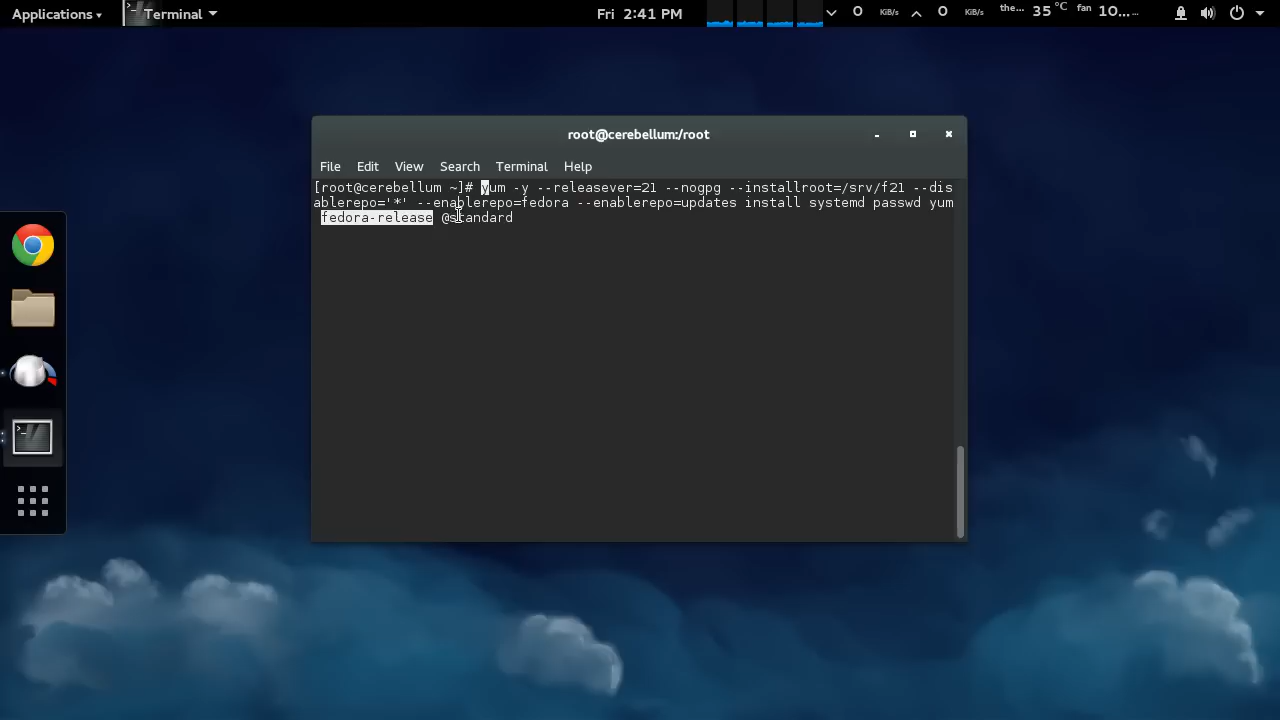 Applications Terminal Fri 2:41 PM 0 KiB/s 0 KiB/s the... 35 °C fan 10...
root@cerebellum:/root
File Edit View Search Terminal Help
[root@cerebellum ~]# yum -y --releasever=21 --nogpg --installroot=/srv/f21 --dis
ablerepo='*' --enablerepo=fedora --enablerepo=updates install systemd passwd yum
fedora-release @standard